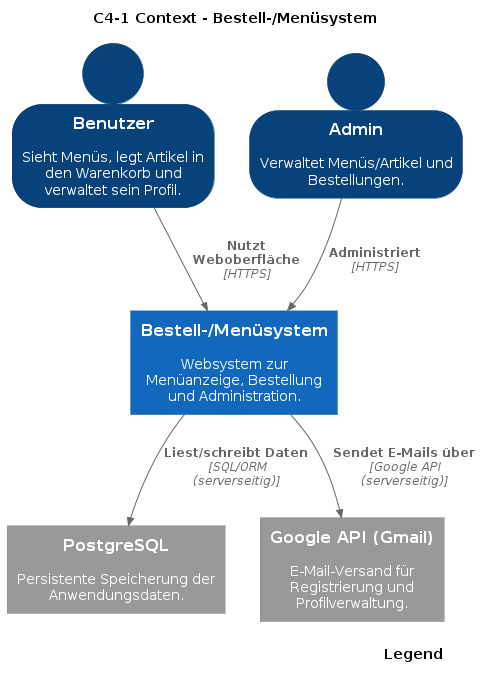 C4-1 Context - Bestell-/Menüsystem
Benutzer
Sieht Menüs, legt Artikel in
den Warenkorb und
verwaltet sein Profil.
Admin
Verwaltet Menüs/Artikel und
Bestellungen.
Nutzt
Weboberfläche
[HTTPS]
Administriert
[HTTPS]
Bestell-/Menüsystem
Websystem zur
Menüanzeige, Bestellung
und Administration.
Liest/schreibt Daten
[SQL/ORM
(serverseitig)]
Sendet E-Mails über
[Google API
(serverseitig)]
PostgreSQL
Persistente Speicherung der
Anwendungsdaten.
Google API (Gmail)
E-Mail-Versand für
Registrierung und
Profilverwaltung.
Legend